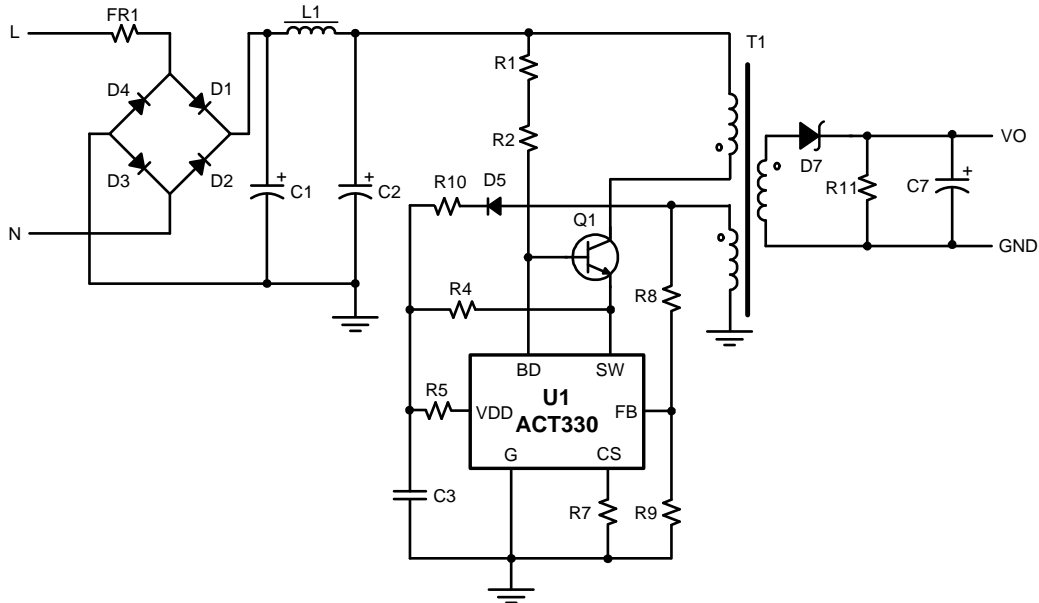 FR1
L1
L
T1
R1
D4
D1
R2
VO
D3
D2
C1
C2
R10
D5
D7
R11
C7
Q1
N
GND
R4
R8
BD
SW
R5
VDD
U1
ACT330
FB
G
CS
C3
R7
R9
+
+
+